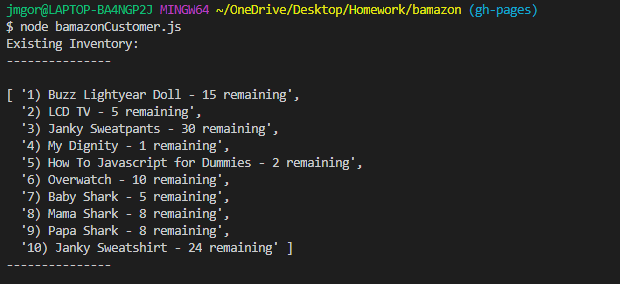 jmgor@LAPTOP-BA4NGP2J MINGW64 ~/OneDrive/Desktop/Homework/bamazon (gh-pages)
$ node bamazonCustomer.js
Existing Inventory:
---------------
[ '1) Buzz Lightyear Doll - 15 remaining',
'2) LCD TV - 5 remaining',
'3) Janky Sweatpants - 30 remaining',
'4) My Dignity - 1 remaining',
'5) How To Javascript for Dummies - 2 remaining',
'6) Overwatch - 10 remaining',
'7) Baby Shark - 5 remaining',
'8) Mama Shark - 8 remaining',
'9) Papa Shark - 8 remaining',
'10) Janky Sweatshirt - 24 remaining' ]
---------------